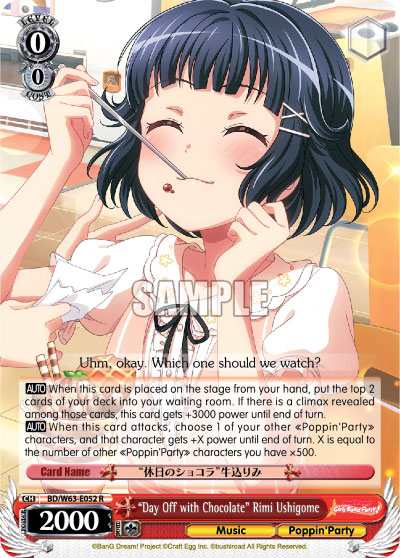 LEVEL
0
0
COST
SAMPLE
Uhm, okay. Which one should we watch?
AUTO When this card is placed on the stage from your hand, put the top 2
cards of your deck into your waiting room. If there is a climax revealed
among those cards, this gets +3000 power until end of turn.
AUTO When this card attacks, choose 1 of your other «Poppin'Party»
characters, and that character gets +X power until end of turn. X is equal to
the number of other «Poppin'Party» characters you have ×500.
Card Name
“休日のショコラ”牛込りみ
CH BD/W63-E052 R
“Day Off with Chocolate” Rimi Ushigome
Girls Band Party!
POWER
2000
Music
Poppin'Party
©BanG Dream! Project ©Craft Egg Inc. ©bushiroad All Rights Reserved.